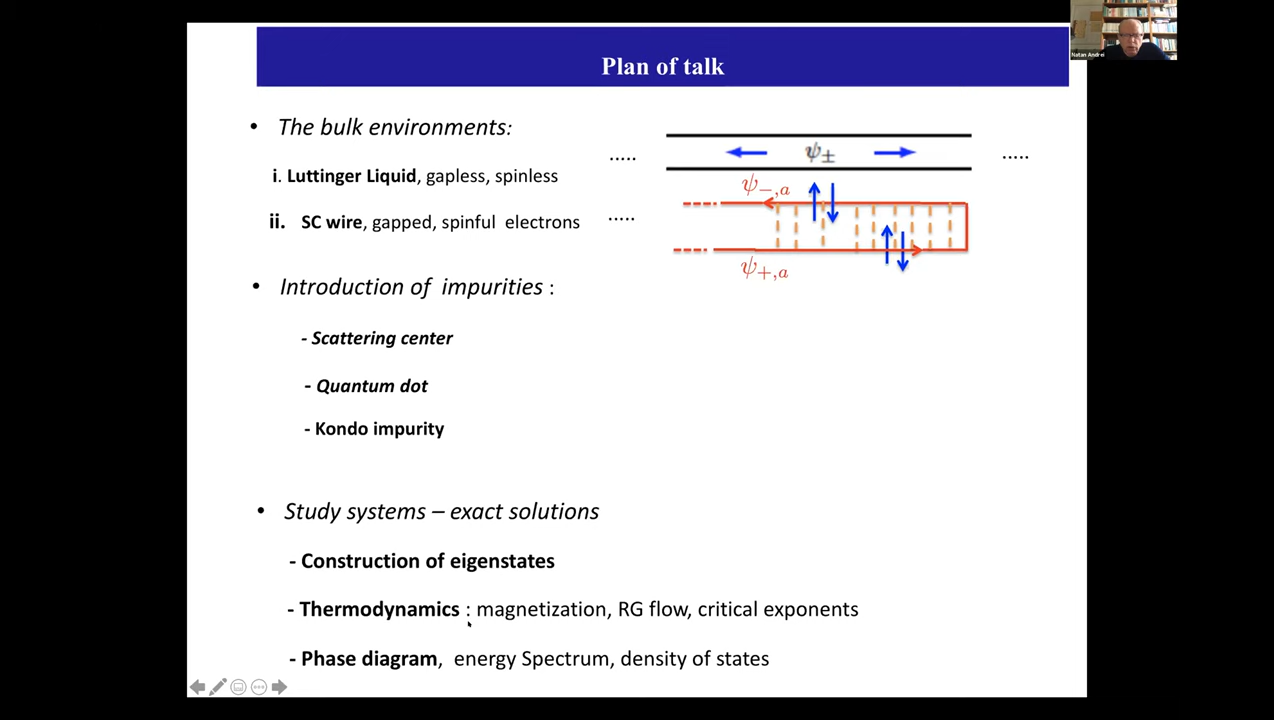 Plan of talk
Natan Andrei
• The bulk environments:
..... ψ± .....
i. Luttinger Liquid, gapless, spinless
ψ−,a
ii. SC wire, gapped, spinful electrons .....
ψ+,a
• Introduction of impurities :
- Scattering center
- Quantum dot
- Kondo impurity
• Study systems – exact solutions
- Construction of eigenstates
- Thermodynamics : magnetization, RG flow, critical exponents
- Phase diagram, energy Spectrum, density of states